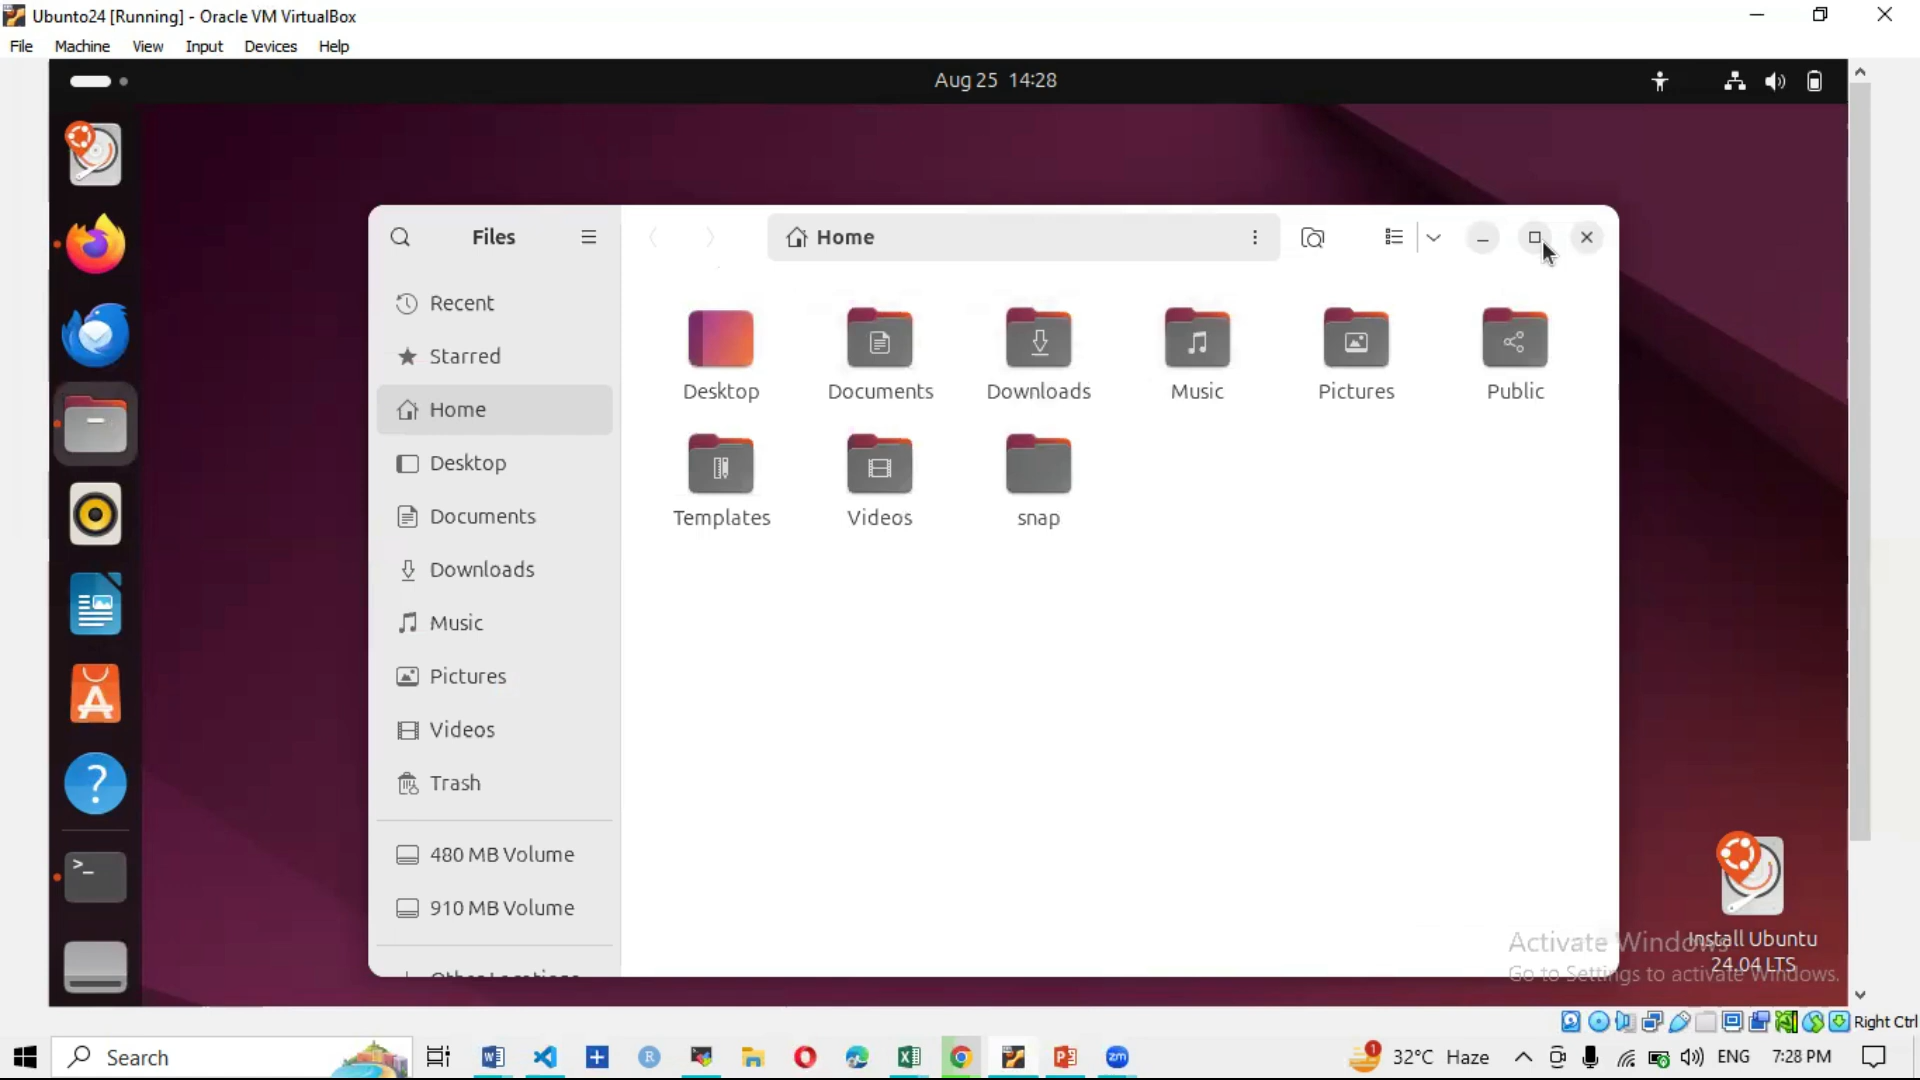 Ubunto24 [Running] - Oracle VM VirtualBox
File Machine View Input Devices Help
Aug 25 14:28
Files
Home
Recent
Starred
Home
Desktop
Documents
Downloads
Music
Pictures
Videos
Trash
480 MB Volume
910 MB Volume
Other Locations
Desktop Documents Downloads Music Pictures Public
Templates Videos snap
Install Ubuntu
24.04 LTS
Activate Windows
Go to Settings to activate Windows.
Right Ctrl
Search
32°C Haze
ENG
7:28 PM